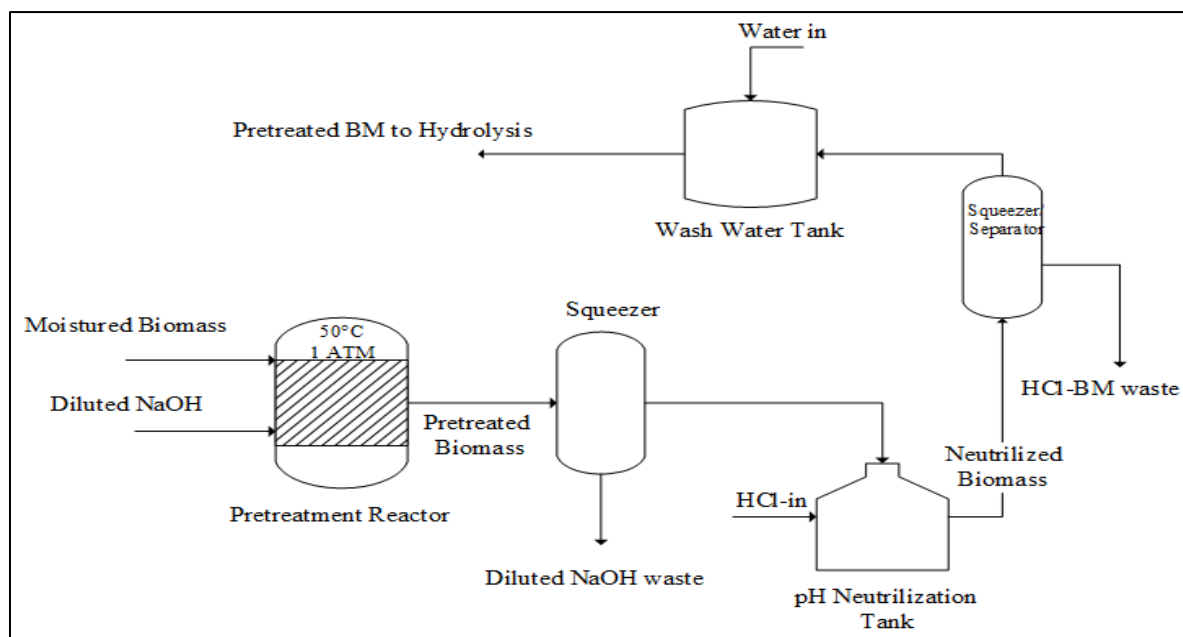 Water in
Pretreated BM to Hydrolysis
Wash Water Tank
Squeezer/
Separator
HCl-BM waste
Moistured Biomass
50°C
1 ATM
Diluted NaOH
Pretreatment Reactor
Pretreated
Biomass
Squeezer
Diluted NaOH waste
HCl-in
Neutrilized
Biomass
pH Neutrilization
Tank